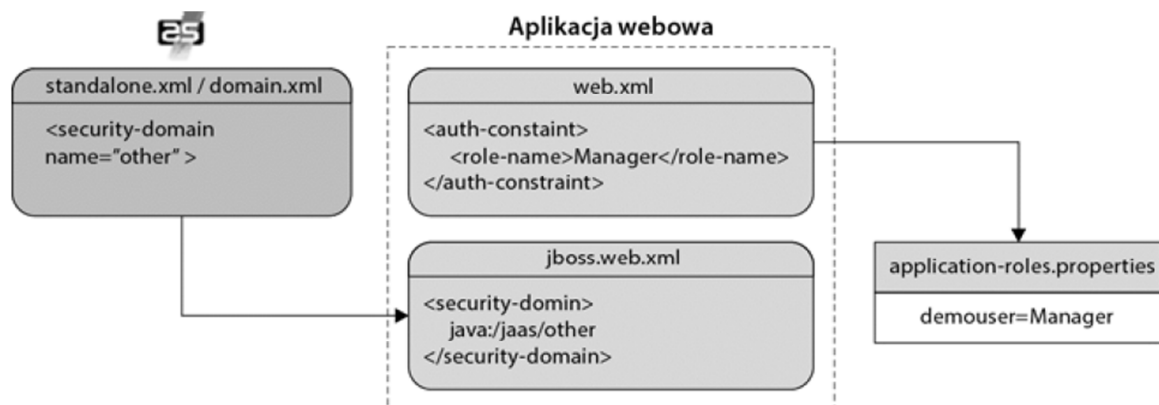 Aplikacja webowa
standalone.xml / domain.xml
<security-domain
name="other" >
web.xml
<auth-constaint>
<role-name>Manager</role-name>
</auth-constraint>
jboss.web.xml
<security-domin>
java:/jaas/other
</security-domain>
application-roles.properties
demouser=Manager